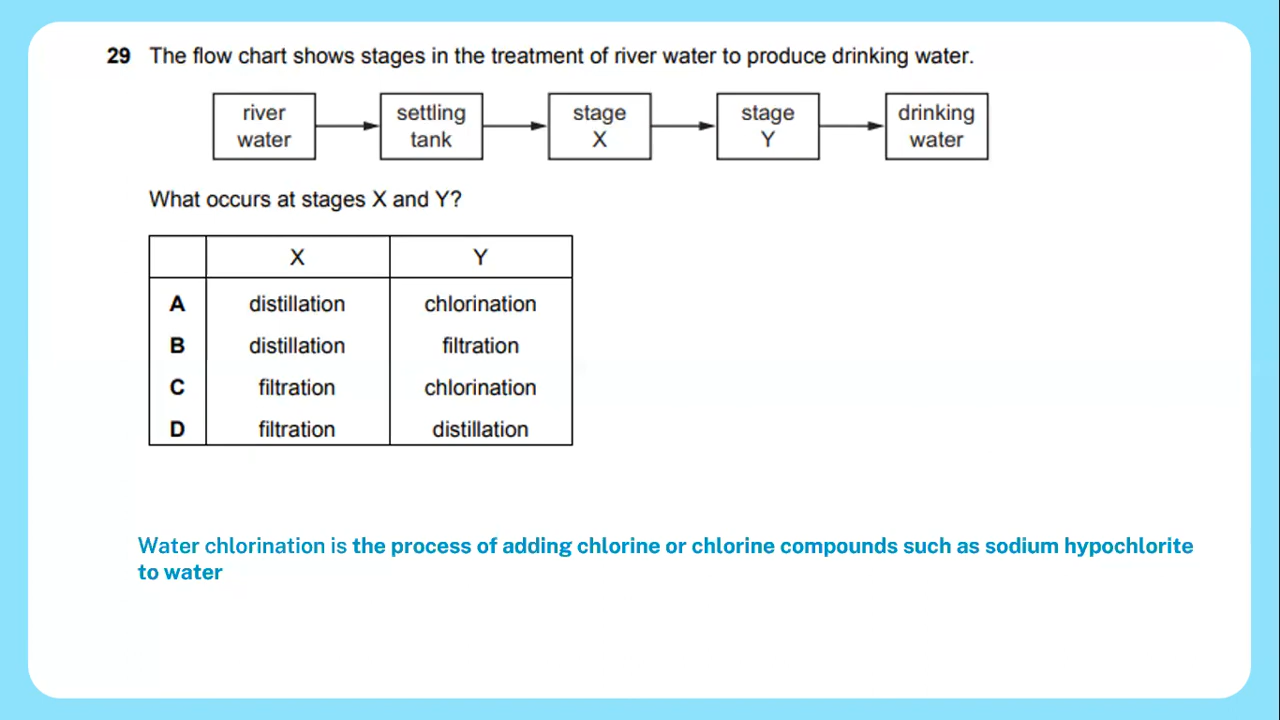 29 The flow chart shows stages in the treatment of river water to produce drinking water.
river water
settling tank
stage X
stage Y
drinking water
What occurs at stages X and Y?
X Y
A distillation chlorination
B distillation filtration
C filtration chlorination
D filtration distillation
Water chlorination is the process of adding chlorine or chlorine compounds such as sodium hypochlorite
to water